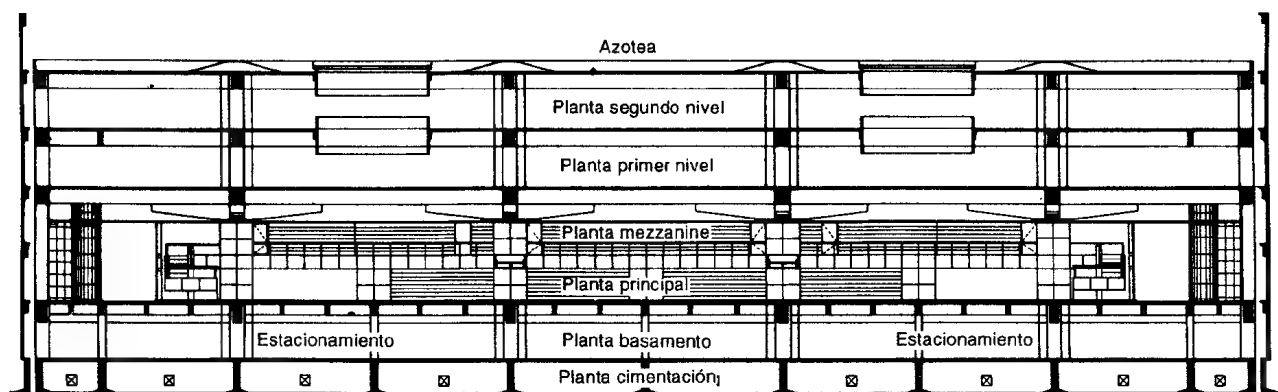 Azotea
Planta segundo nivel
Planta primer nivel
Planta mezzanine
Planta principal
Estacionamiento Planta basamento Estacionamiento
Planta cimentación